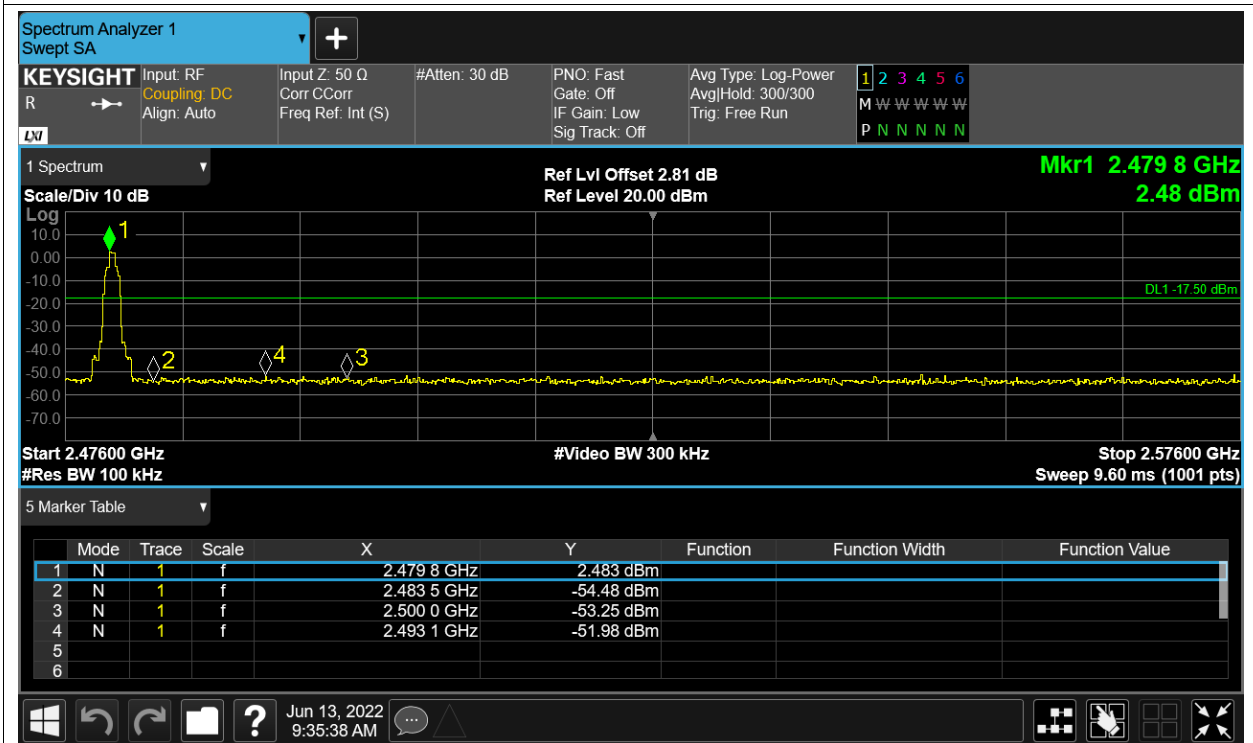 Spectrum Analyzer 1
Swept SA
KEYSIGHT Input: RF Input Z: 50 Ω #Atten: 30 dB PNO: Fast Avg Type: Log-Power 1 2 3 4 5 6
R Coupling: DC Corr CCorr Gate: Off Avg|Hold: 300/300 M W W W W W
Align: Auto Freq Ref: Int (S) IF Gain: Low Trig: Free Run
LXI Sig Track: Off P N N N N N
1 Spectrum Ref Lvl Offset 2.81 dB Mkr1 2.479 8 GHz
Scale/Div 10 dB Ref Level 20.00 dBm 2.48 dBm
Log
1
10.0
0.00
-10.0
DL1 -17.50 dBm
-20.0
-30.0
-40.0
2 4 3
-50.0
-60.0
-70.0
Start 2.47600 GHz #Video BW 300 kHz Stop 2.57600 GHz
#Res BW 100 kHz Sweep 9.60 ms (1001 pts)
5 Marker Table
Mode Trace Scale X Y Function Function Width Function Value
1 N 1 f 2.479 8 GHz 2.483 dBm
2 N 1 f 2.483 5 GHz -54.48 dBm
3 N 1 f 2.500 0 GHz -53.25 dBm
4 N 1 f 2.493 1 GHz -51.98 dBm
5
6
? Jun 13, 2022
9:35:38 AM